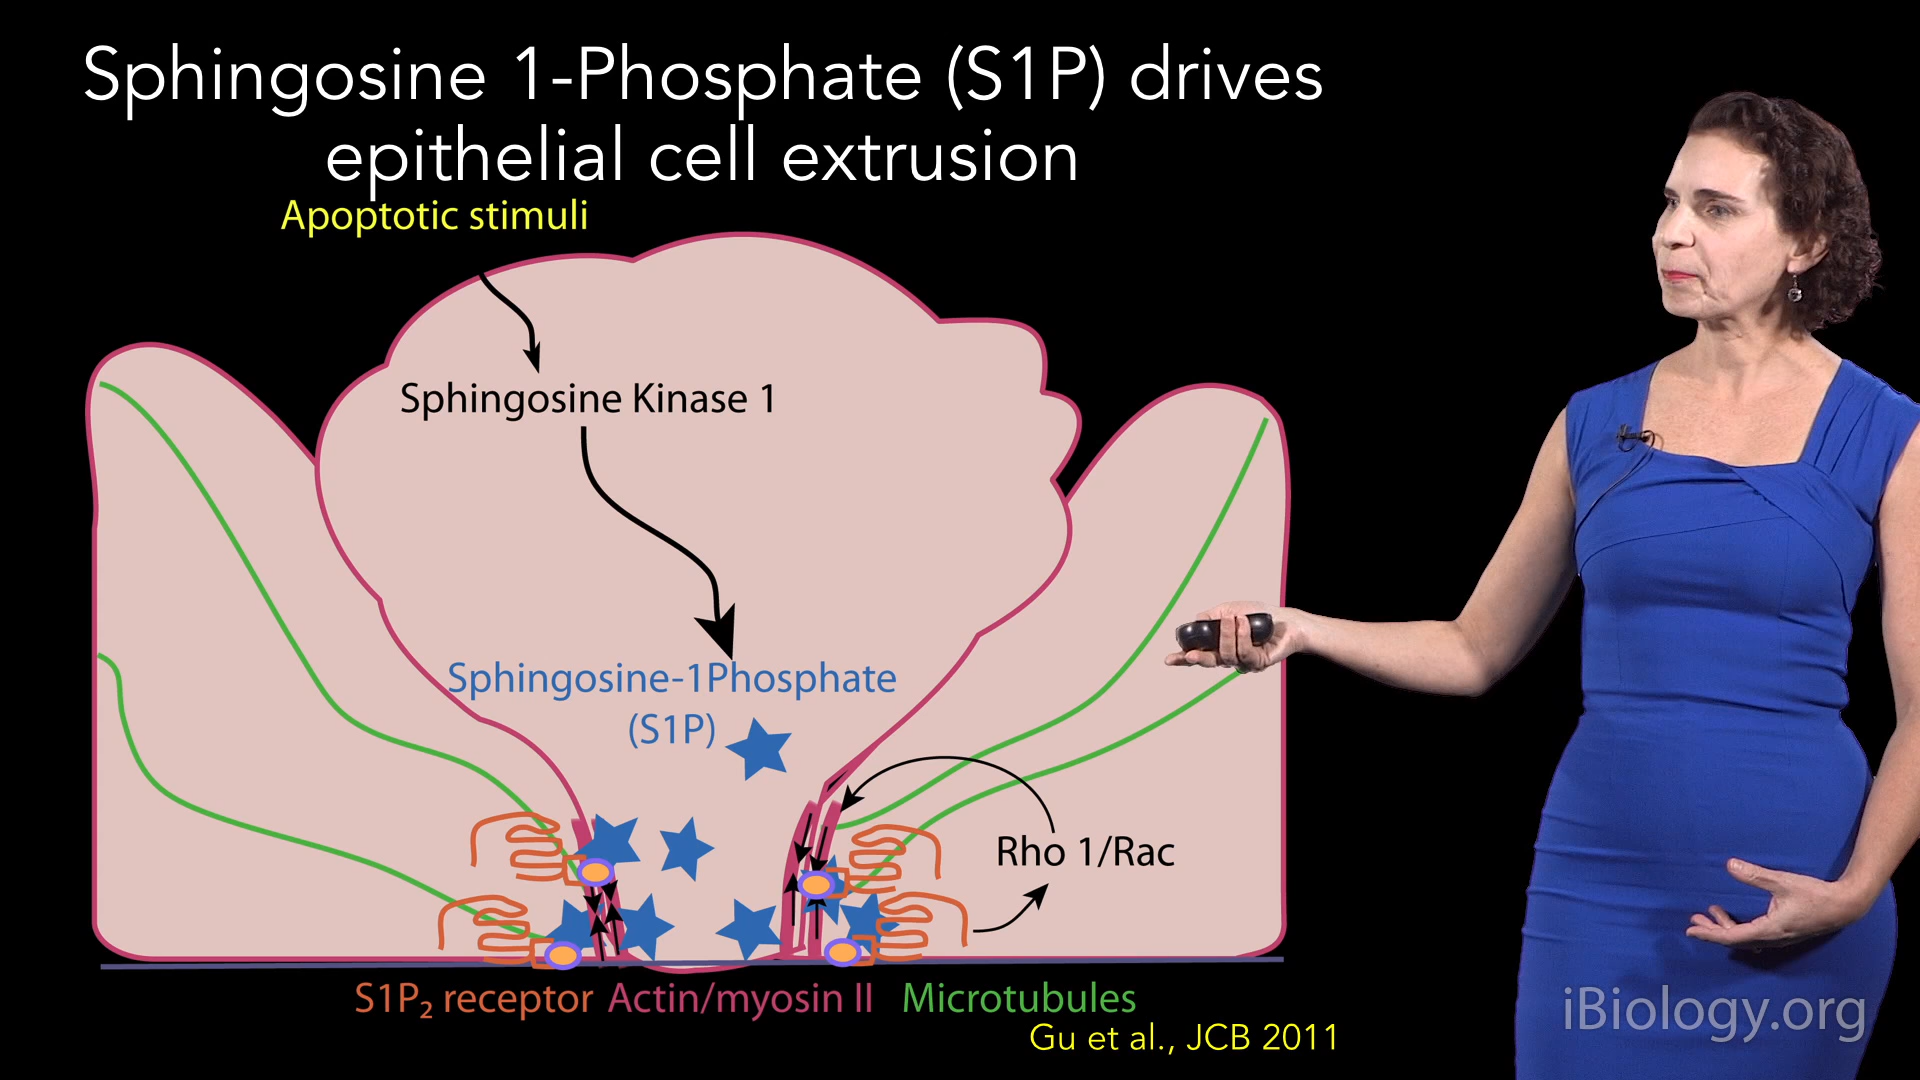 Sphingosine 1-Phosphate (S1P) drives
epithelial cell extrusion
Apoptotic stimuli
Sphingosine Kinase 1
Sphingosine-1Phosphate
(S1P)
Rho 1/Rac
S1P₂ receptor Actin/myosin II Microtubules
Gu et al., JCB 2011
iBiology.org